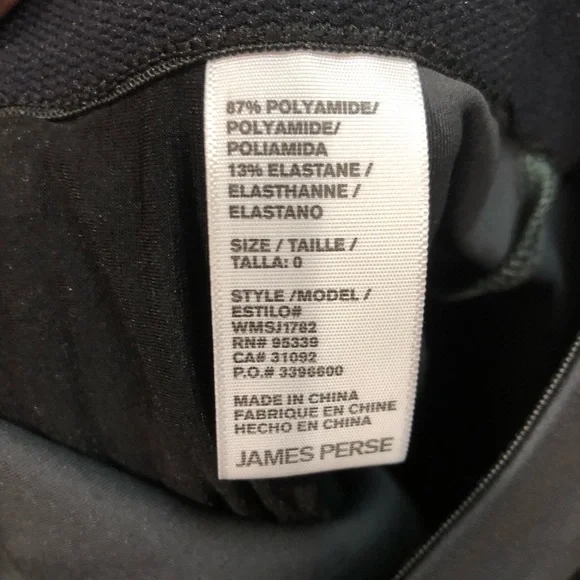 87% POLYAMIDE/
POLYAMIDE/
POLIAMIDA
13% ELASTANE /
ELASTHANNE /
ELASTANO
SIZE / TAILLE /
TALLA: 0
STYLE /MODEL /
ESTILO#
WMSJ1782
RN# 95339
CA# 31092
P.O.# 3396600
MADE IN CHINA
FABRIQUE EN CHINE
HECHO EN CHINA
JAMES PERSE